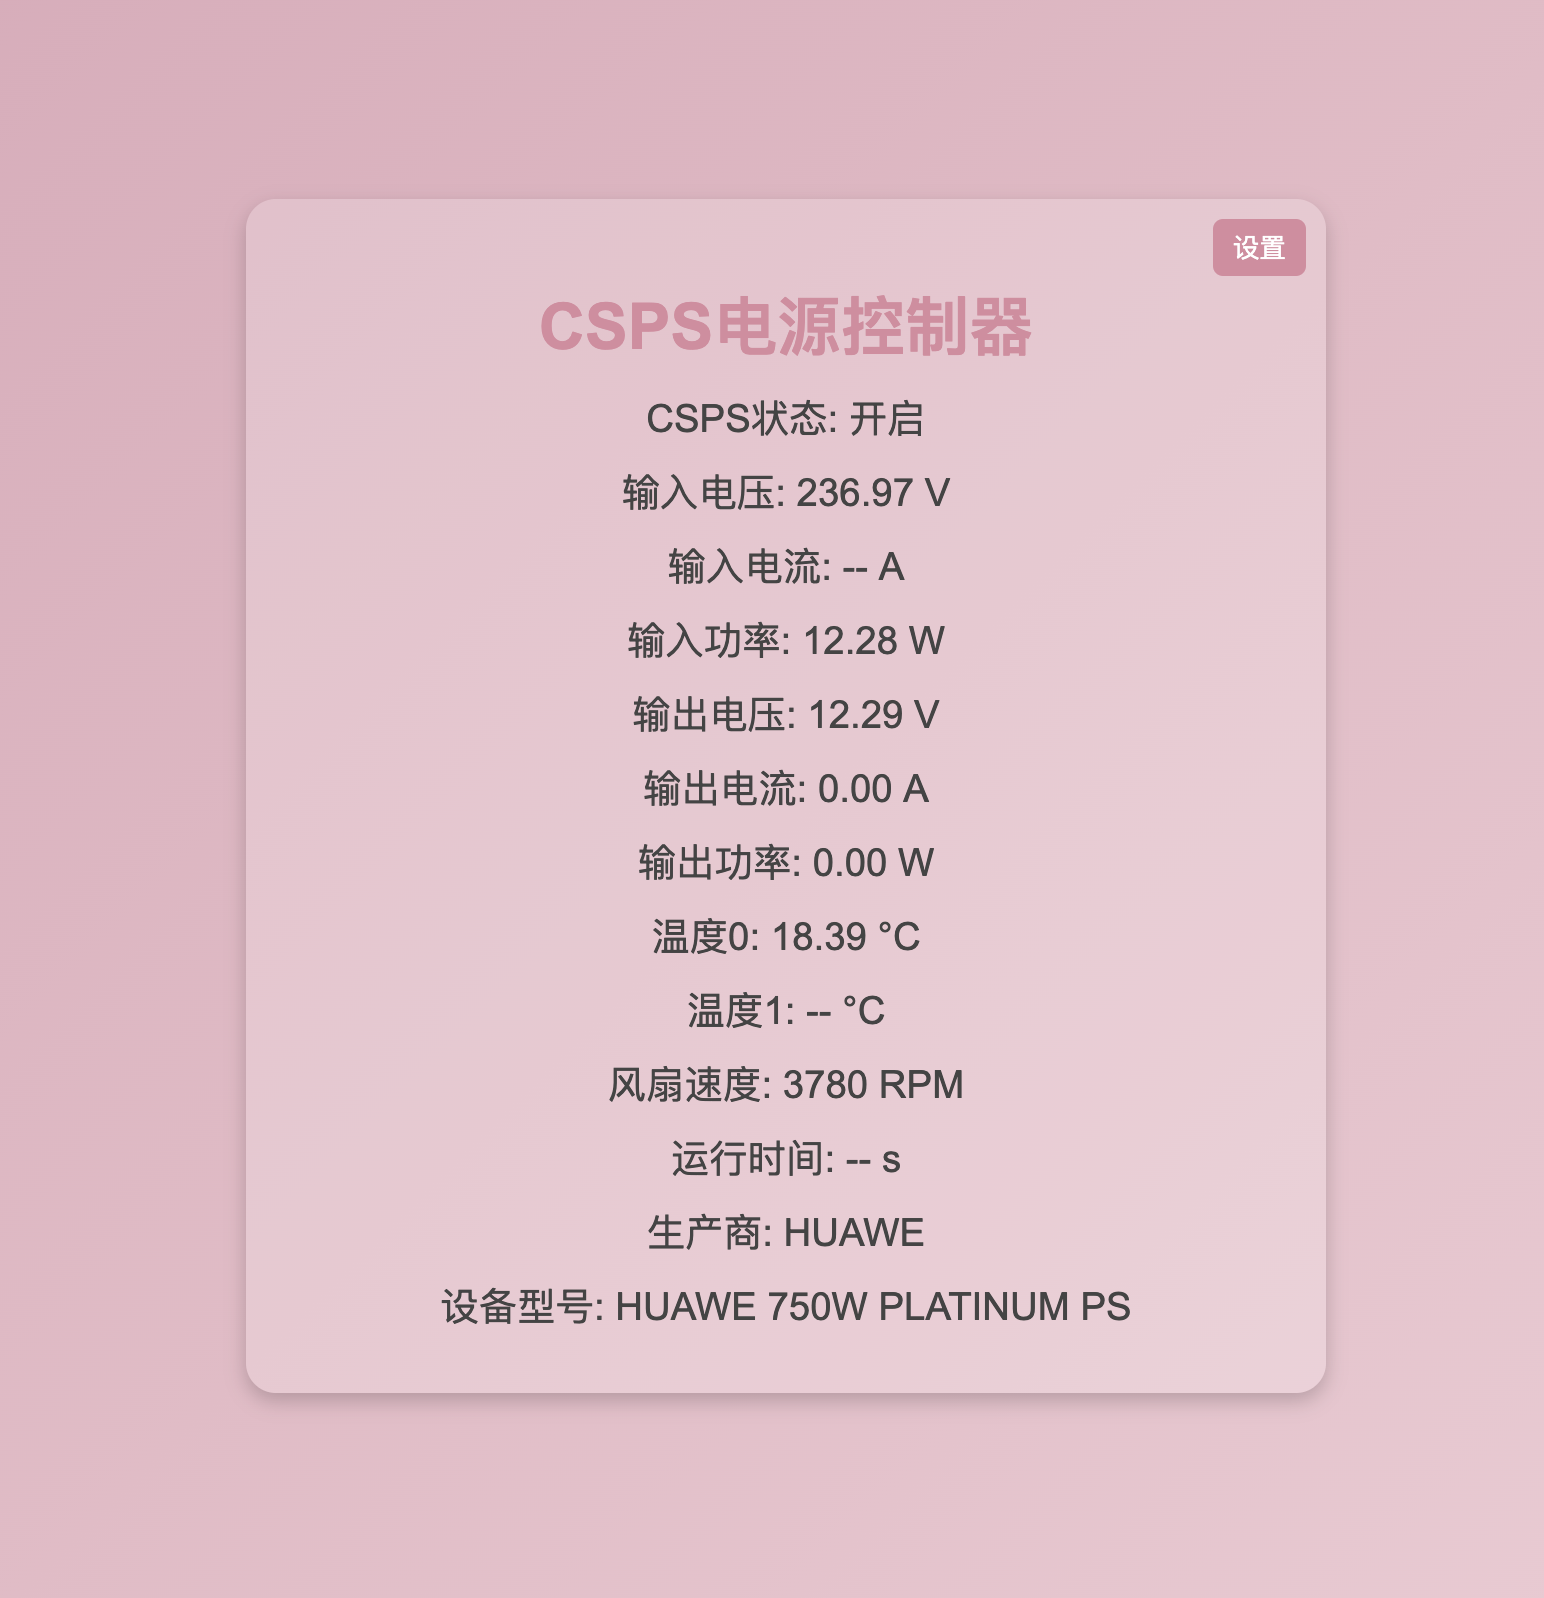 设置
CSPS电源控制器
CSPS状态: 开启
输入电压: 236.97 V
输入电流: -- A
输入功率: 12.28 W
输出电压: 12.29 V
输出电流: 0.00 A
输出功率: 0.00 W
温度0: 18.39 °C
温度1: -- °C
风扇速度: 3780 RPM
运行时间: -- s
生产商: HUAWE
设备型号: HUAWE 750W PLATINUM PS